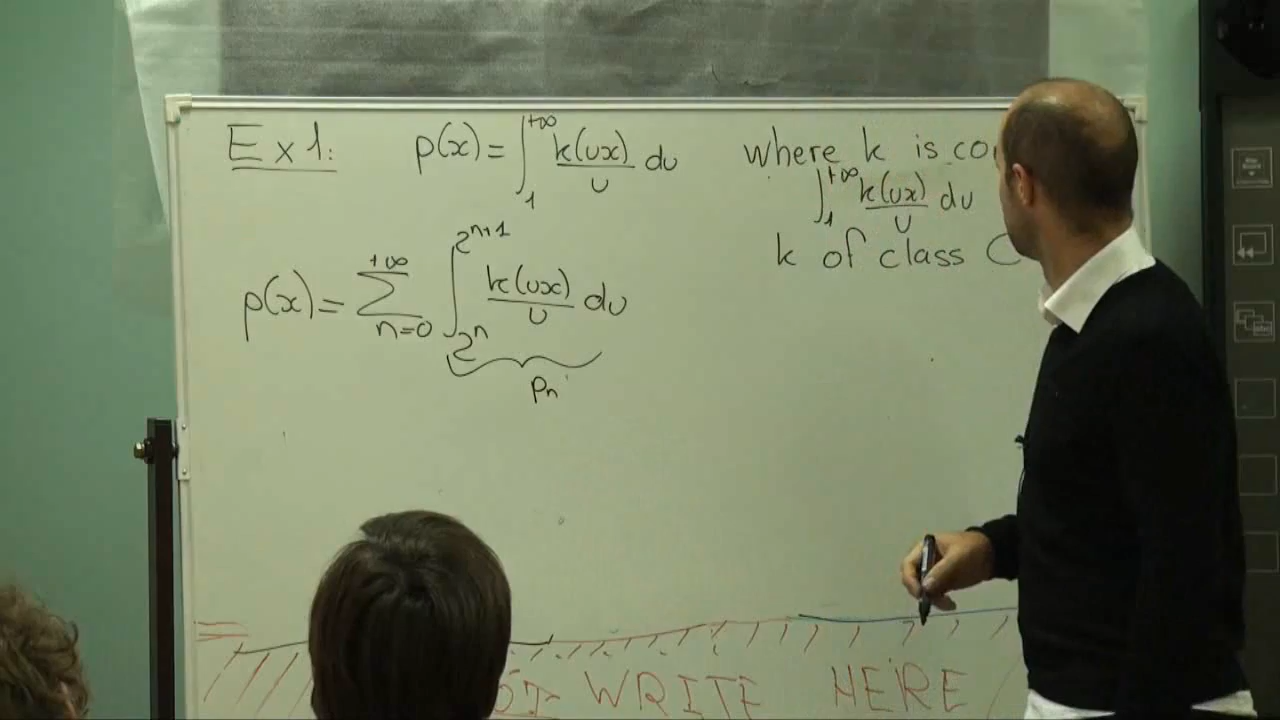 Ex 1: p(x) = ∫_1^{+∞} k(ux)/u du where k is
∫_1^{+∞} k(ux)/u du
k of class C
p(x) = ∑_{n=0}^{+∞} ∫_{2^n}^{2^{n+1}} k(ux)/u du
p_n
WRITE HERE